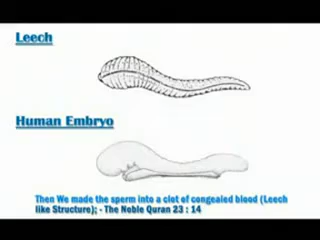 Leech
Human Embryo
Then We made the sperm into a clot of congealed blood (Leech
like Structure); - The Noble Quran 23 : 14